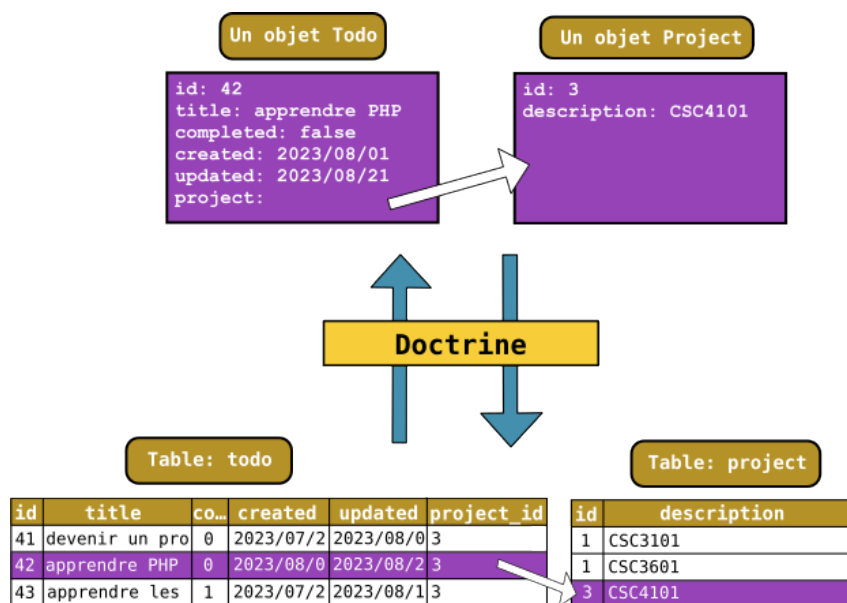 Un objet Todo
Un objet Project
id: 42
title: apprendre PHP
completed: false
created: 2023/08/01
updated: 2023/08/21
project:
id: 3
description: CSC4101
Doctrine
Table: todo
Table: project
id title co… created updated project_id
41 devenir un pro 0 2023/07/2 2023/08/0 3
42 apprendre PHP 0 2023/08/0 2023/08/2 3
43 apprendre les 1 2023/07/2 2023/08/1 3
id description
1 CSC3101
1 CSC3601
3 CSC4101